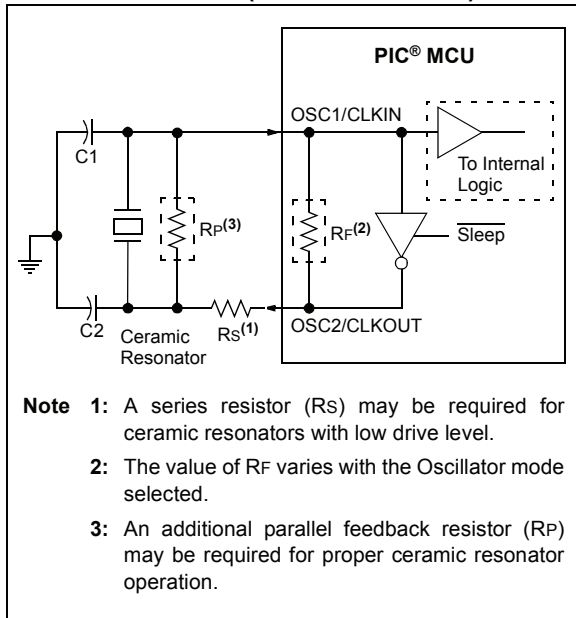 PIC® MCU
OSC1/CLKIN
C1
To Internal
Logic
RP(3)
RF(2)
Sleep
C2
Ceramic
Resonator
RS(1)
OSC2/CLKOUT
Note 1: A series resistor (RS) may be required for
ceramic resonators with low drive level.
2: The value of RF varies with the Oscillator mode
selected.
3: An additional parallel feedback resistor (RP)
may be required for proper ceramic resonator
operation.